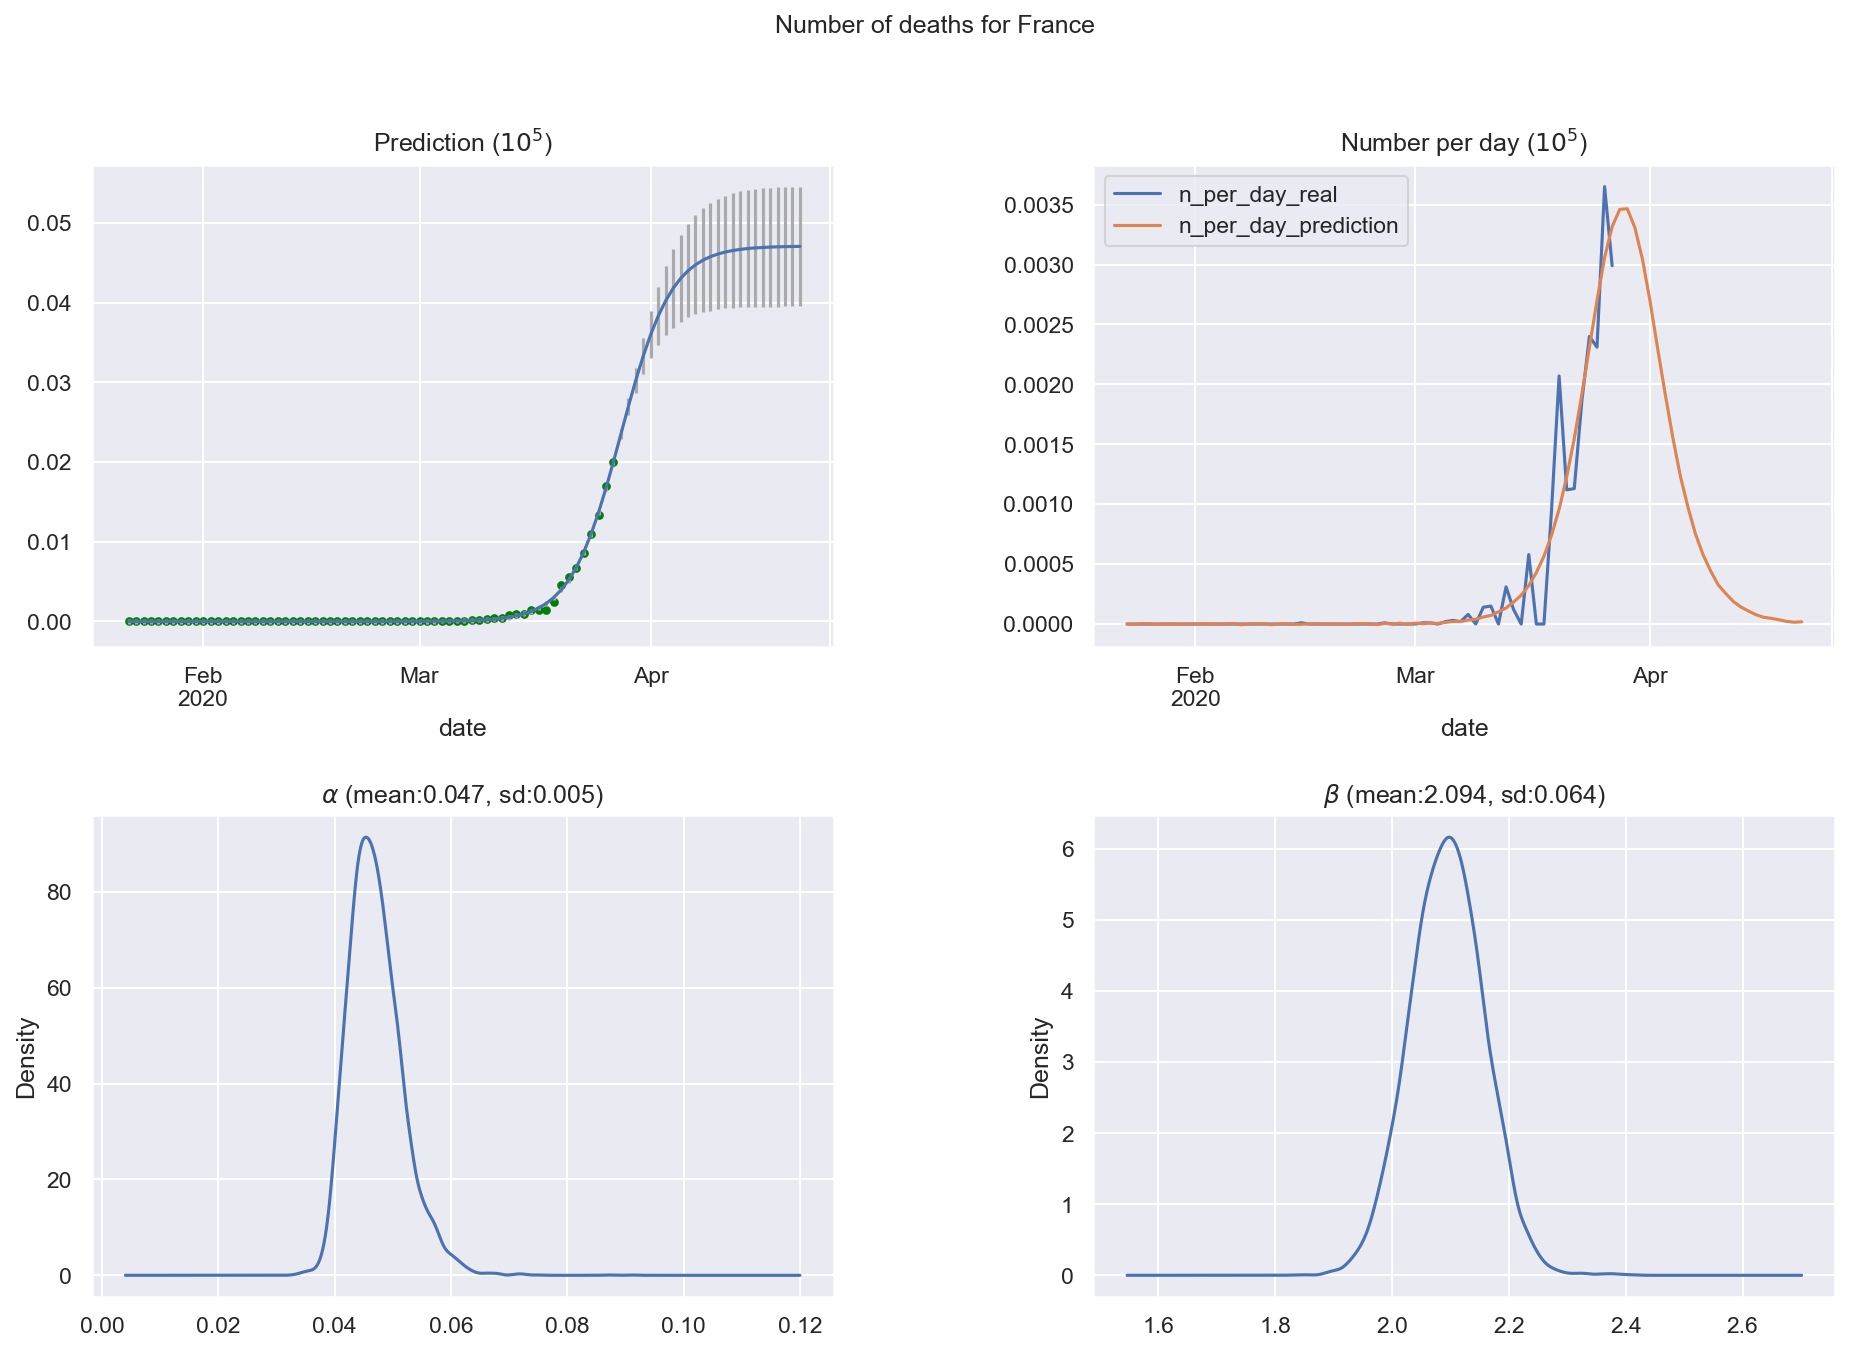 Number of deaths for France
Prediction (10^5)
0.05
0.04
0.03
0.02
0.01
0.00
Feb
2020
Mar
Apr
date
Number per day (10^5)
n_per_day_real
n_per_day_prediction
0.0035
0.0030
0.0025
0.0020
0.0015
0.0010
0.0005
0.0000
Feb
2020
Mar
Apr
date
α (mean:0.047, sd:0.005)
Density
80
60
40
20
0
0.00 0.02 0.04 0.06 0.08 0.10 0.12
β (mean:2.094, sd:0.064)
Density
6
5
4
3
2
1
0
1.6 1.8 2.0 2.2 2.4 2.6